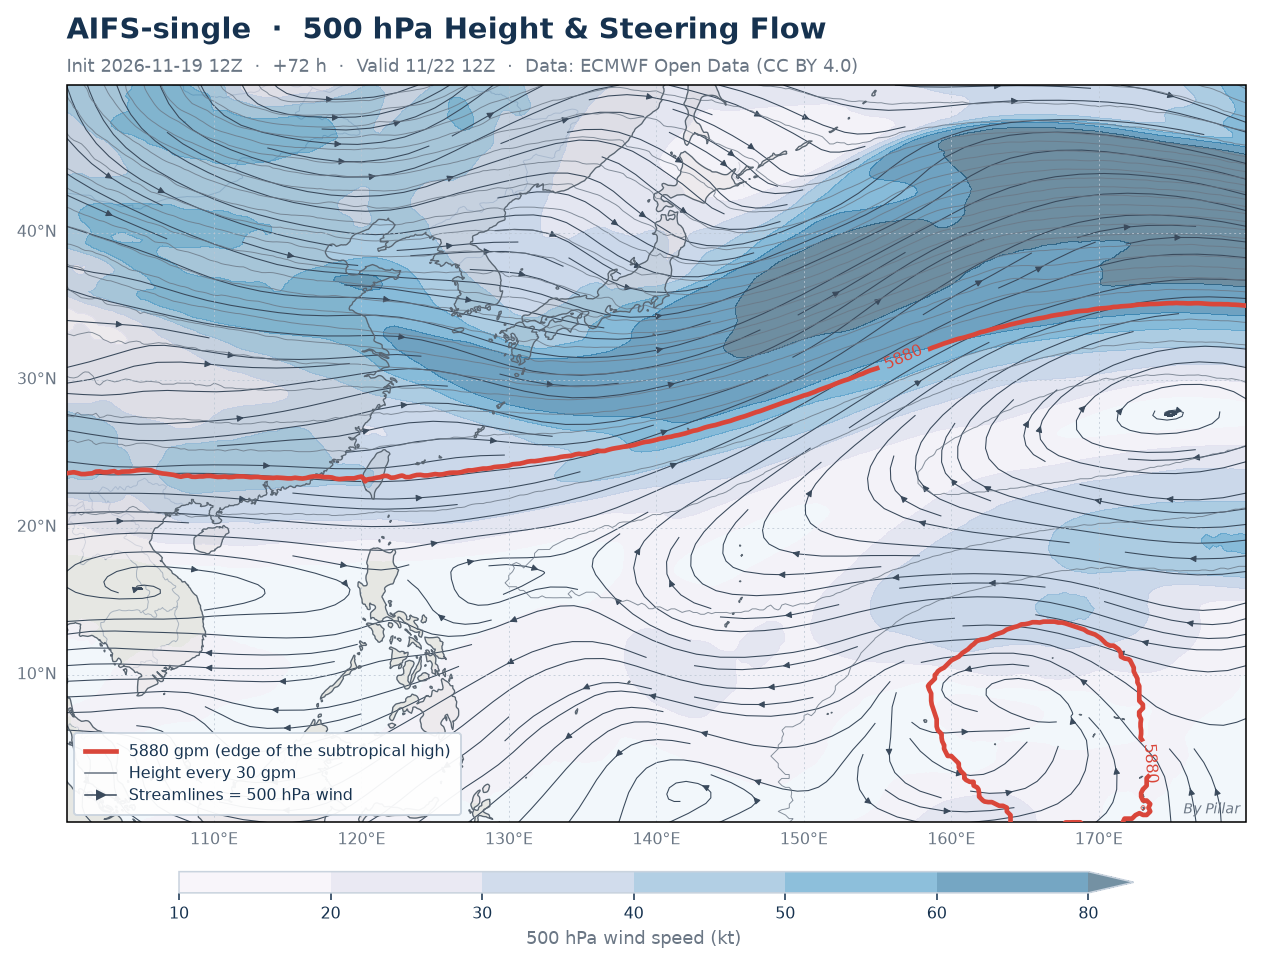 AIFS-single · 500 hPa Height & Steering Flow
Init 2026-11-19 12Z · +72 h · Valid 11/22 12Z · Data: ECMWF Open Data (CC BY 4.0)
40°N
30°N
20°N
10°N
5880
5880
5880 gpm (edge of the subtropical high)
Height every 30 gpm
Streamlines = 500 hPa wind
By Pillar
110°E 120°E 130°E 140°E 150°E 160°E 170°E
10 20 30 40 50 60 80
500 hPa wind speed (kt)